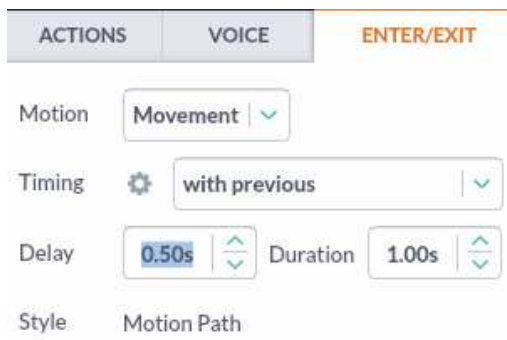 ACTIONS VOICE ENTER/EXIT
Motion Movement
Timing with previous
Delay 0.50s Duration 1.00s
Style Motion Path